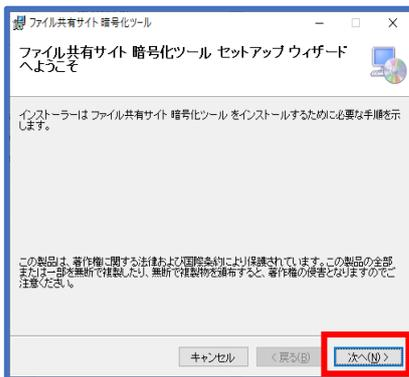 ファイル共有サイト 暗号化ツール
ファイル共有サイト 暗号化ツール セットアップ ウィザード
へようこそ
インストーラーは ファイル共有サイト 暗号化ツール をインストールするために必要な手順を示
します。
この製品は、著作権に関する法律および国際条約により保護されています。この製品の全部
または一部を無断で複製したり、無断で複製物を頒布すると、著作権の侵害となりますのでご
注意ください。
キャンセル < 戻る(B) 次へ(N) >